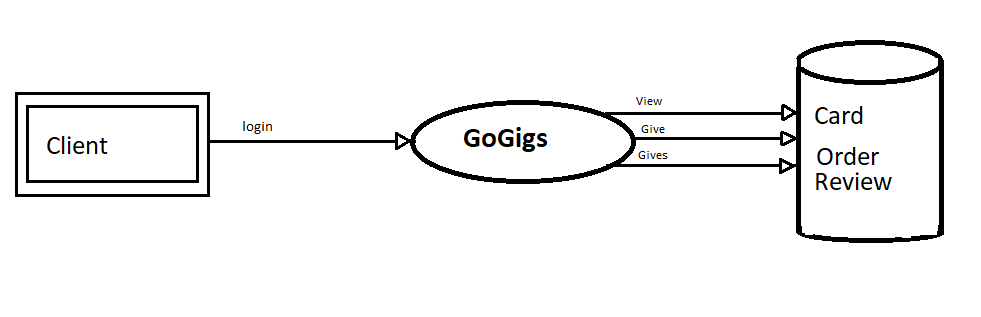 Client
login
GoGigs
View
Give
Gives
Card
Order
Review